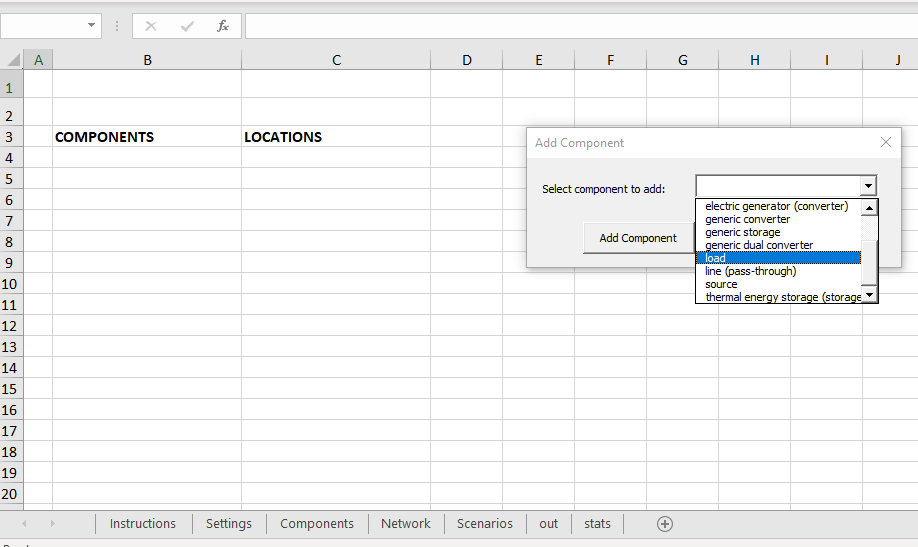 fx
A B C D E F G H I J
1
2
3 COMPONENTS LOCATIONS
4
Add Component
5
Select component to add:
6
electric generator (converter)
7
generic converter
generic storage
8
Add Component
generic dual converter
9
load
line (pass-through)
10
source
thermal energy storage (storage
11
12
13
14
15
16
17
18
19
20
Instructions Settings Components Network Scenarios out stats